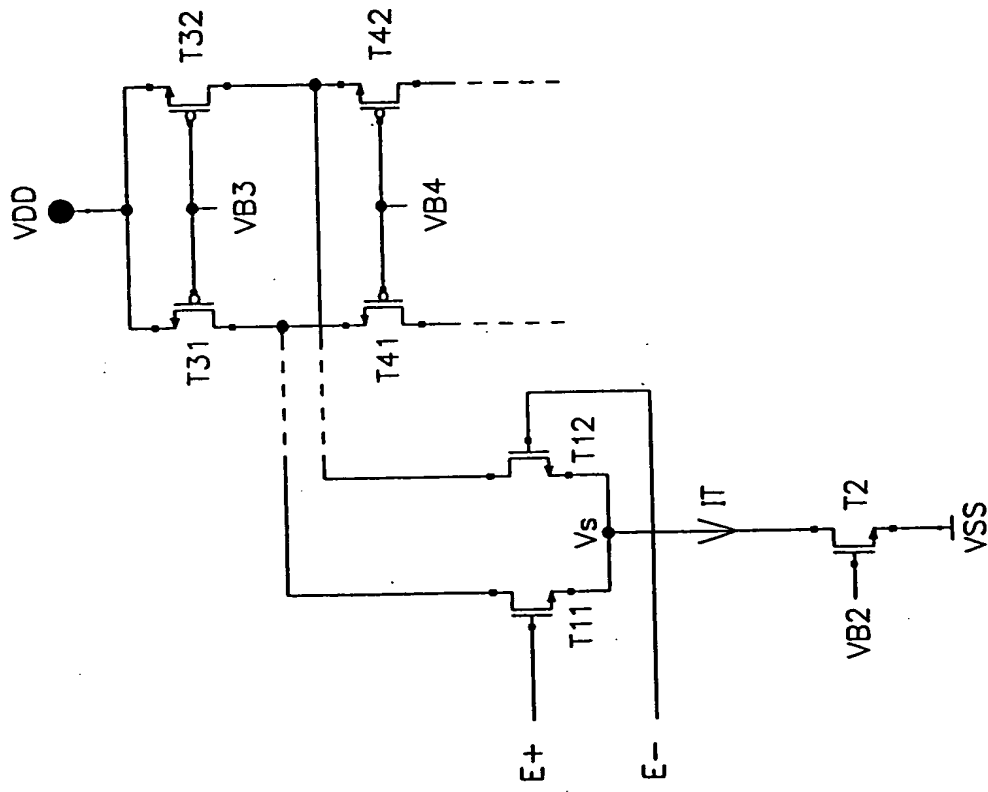 VDD
T32
T31
VB3
T42
T41
VB4
T12
T11
E+
E-
Vs
IT
T2
VB2
VSS